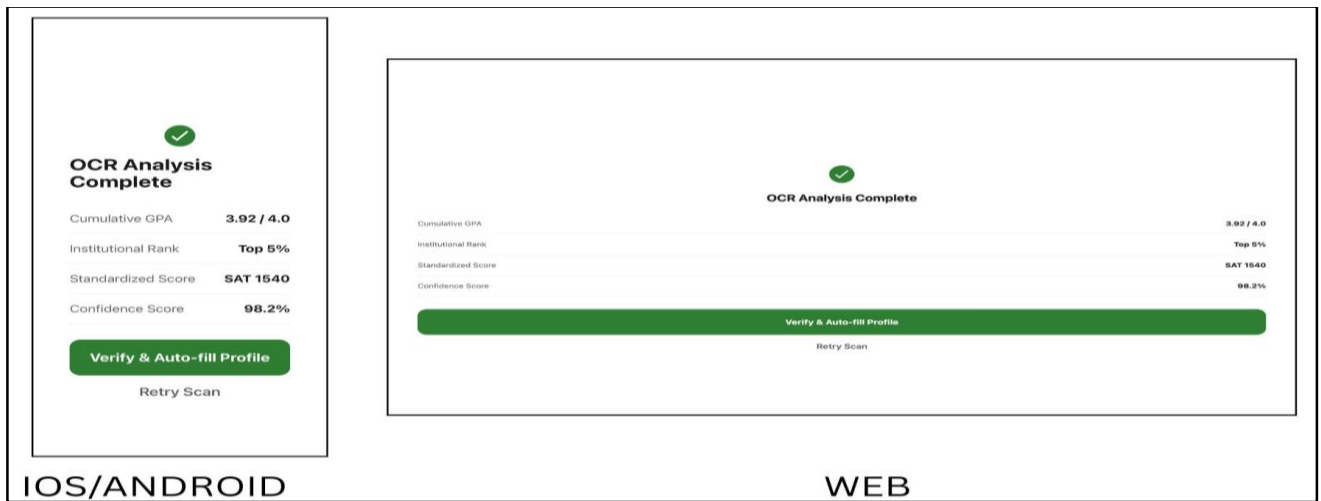 OCR Analysis
Complete
Cumulative GPA 3.92 / 4.0
Institutional Rank Top 5%
Standardized Score SAT 1540
Confidence Score 98.2%
Verify & Auto-fill Profile
Retry Scan
IOS/ANDROID
OCR Analysis Complete
Cumulative GPA 3.92 / 4.0
Institutional Rank Top 5%
Standardized Score SAT 1540
Confidence Score 98.2%
Verify & Auto-fill Profile
Retry Scan
WEB